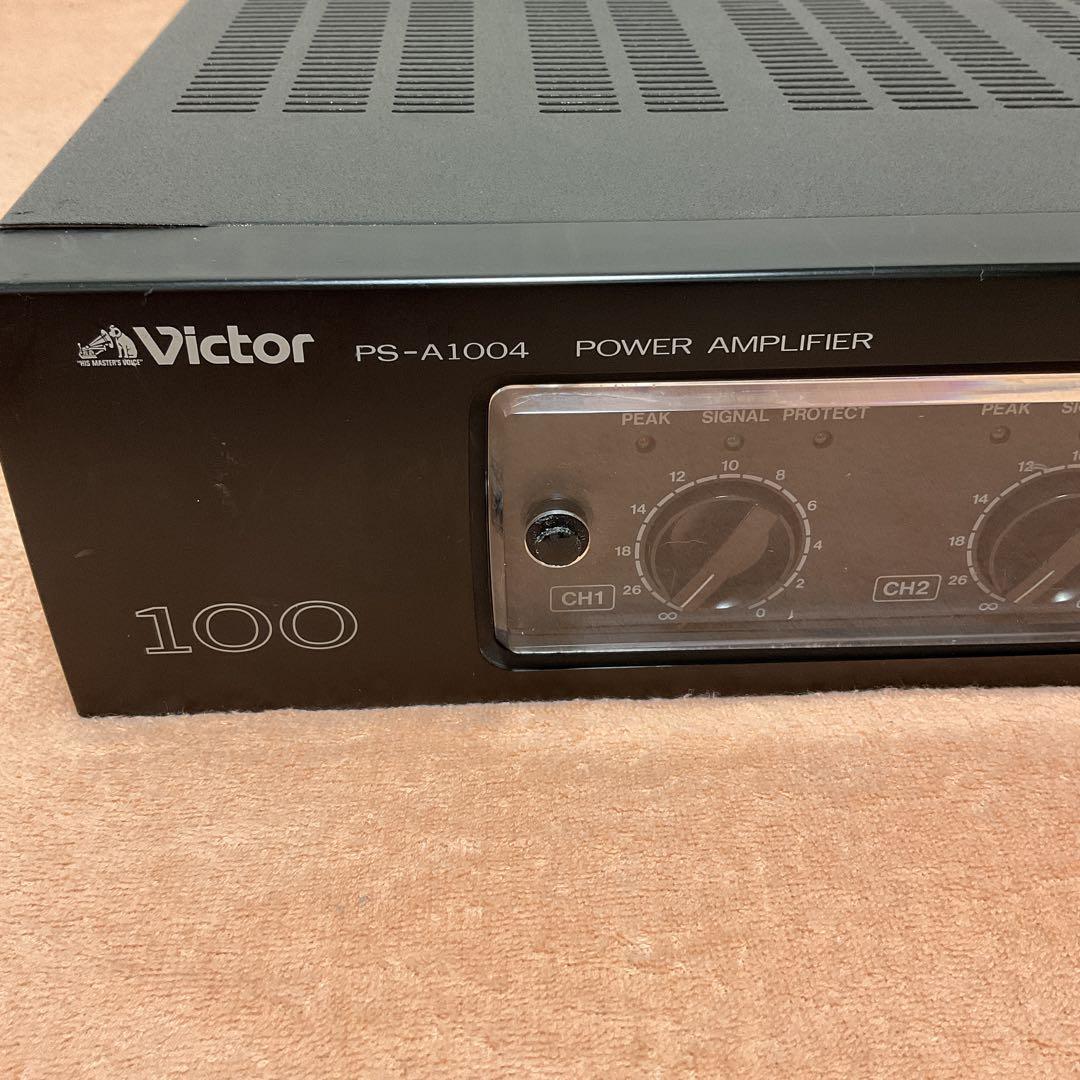 "HIS MASTER'S VOICE" Victor PS-A1004 POWER AMPLIFIER
PEAK SIGNAL PROTECT PEAK
12 10 8 12
14 6 14
18 4 18
CH1 26 2 CH2 26
∞ 0 ∞
100